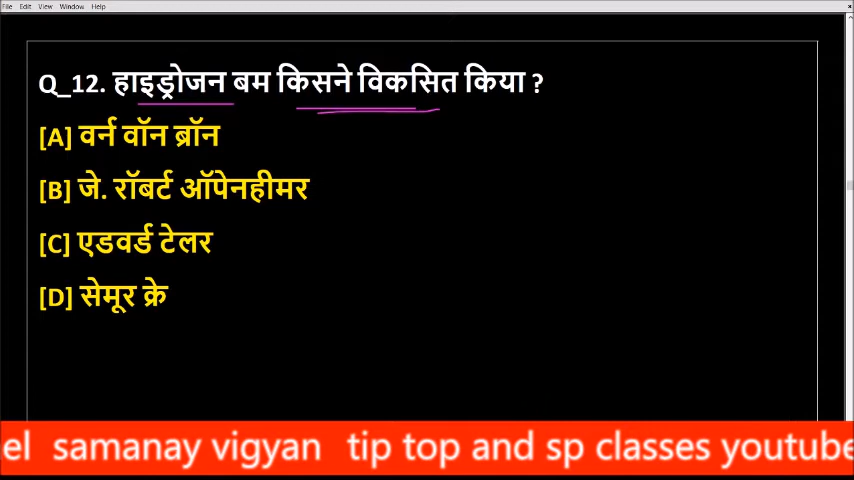 File Edit View Window Help
Q_12. हाइड्रोजन बम किसने विकसित किया ?
[A] वर्न वॉन ब्रॉन
[B] जे. रॉबर्ट ऑपेनहीमर
[C] एडवर्ड टेलर
[D] सेमूर क्रे
el samanay vigyan tip top and sp classes youtube